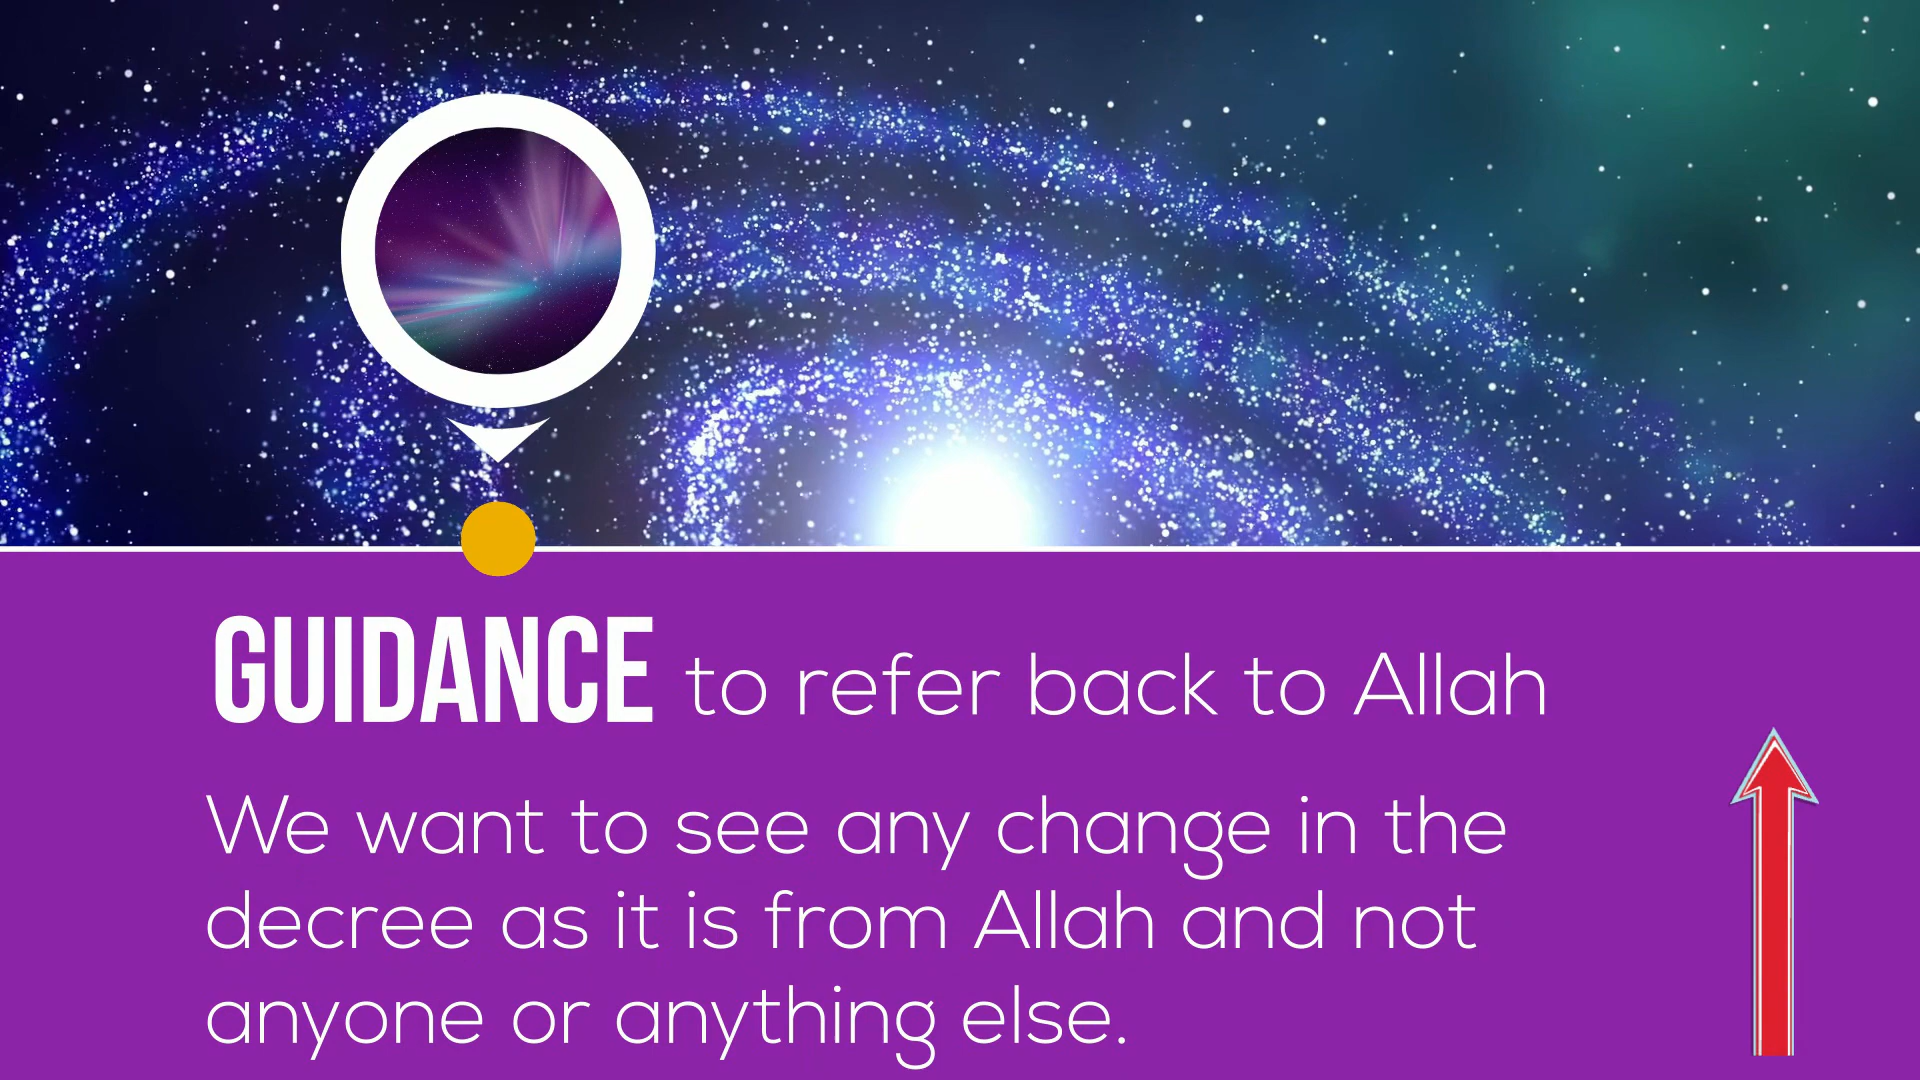 GUIDANCE to refer back to Allah
We want to see any change in the
decree as it is from Allah and not
anyone or anything else.